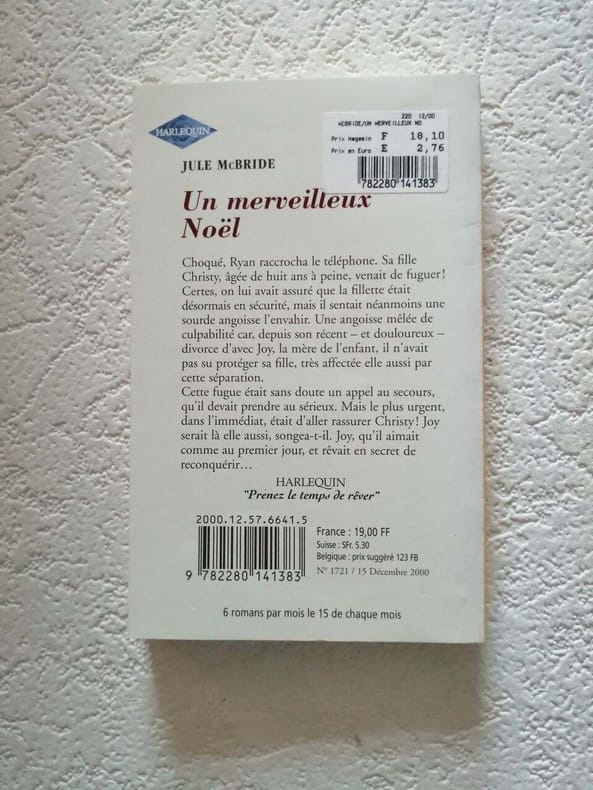 HARLEQUIN
220 12/00
MCBRIDE/UN MERVEILLEUX NO
Prix Magasin F 18,10
Prix en Euro E 2,76
782280 141383
JULE McBRIDE
Un merveilleux
Noël
Choqué, Ryan raccrocha le téléphone. Sa fille
Christy, âgée de huit ans à peine, venait de fuguer !
Certes, on lui avait assuré que la fillette était
désormais en sécurité, mais il sentait néanmoins une
sourde angoisse l'envahir. Une angoisse mêlée de
culpabilité car, depuis son récent – et douloureux –
divorce d'avec Joy, la mère de l'enfant, il n'avait
pas su protéger sa fille, très affectée elle aussi par
cette séparation.
Cette fugue était sans doute un appel au secours,
qu'il devait prendre au sérieux. Mais le plus urgent,
dans l'immédiat, était d'aller rassurer Christy ! Joy
serait là elle aussi, songea-t-il. Joy, qu'il aimait
comme au premier jour, et rêvait en secret de
reconquérir…
HARLEQUIN
"Prenez le temps de rêver"
2000.12.57.6641.5
9 782280 141383
France : 19,00 FF
Suisse : SFr. 5.30
Belgique : prix suggéré 123 FB
N° 1721 / 15 Décembre 2000
6 romans par mois le 15 de chaque mois